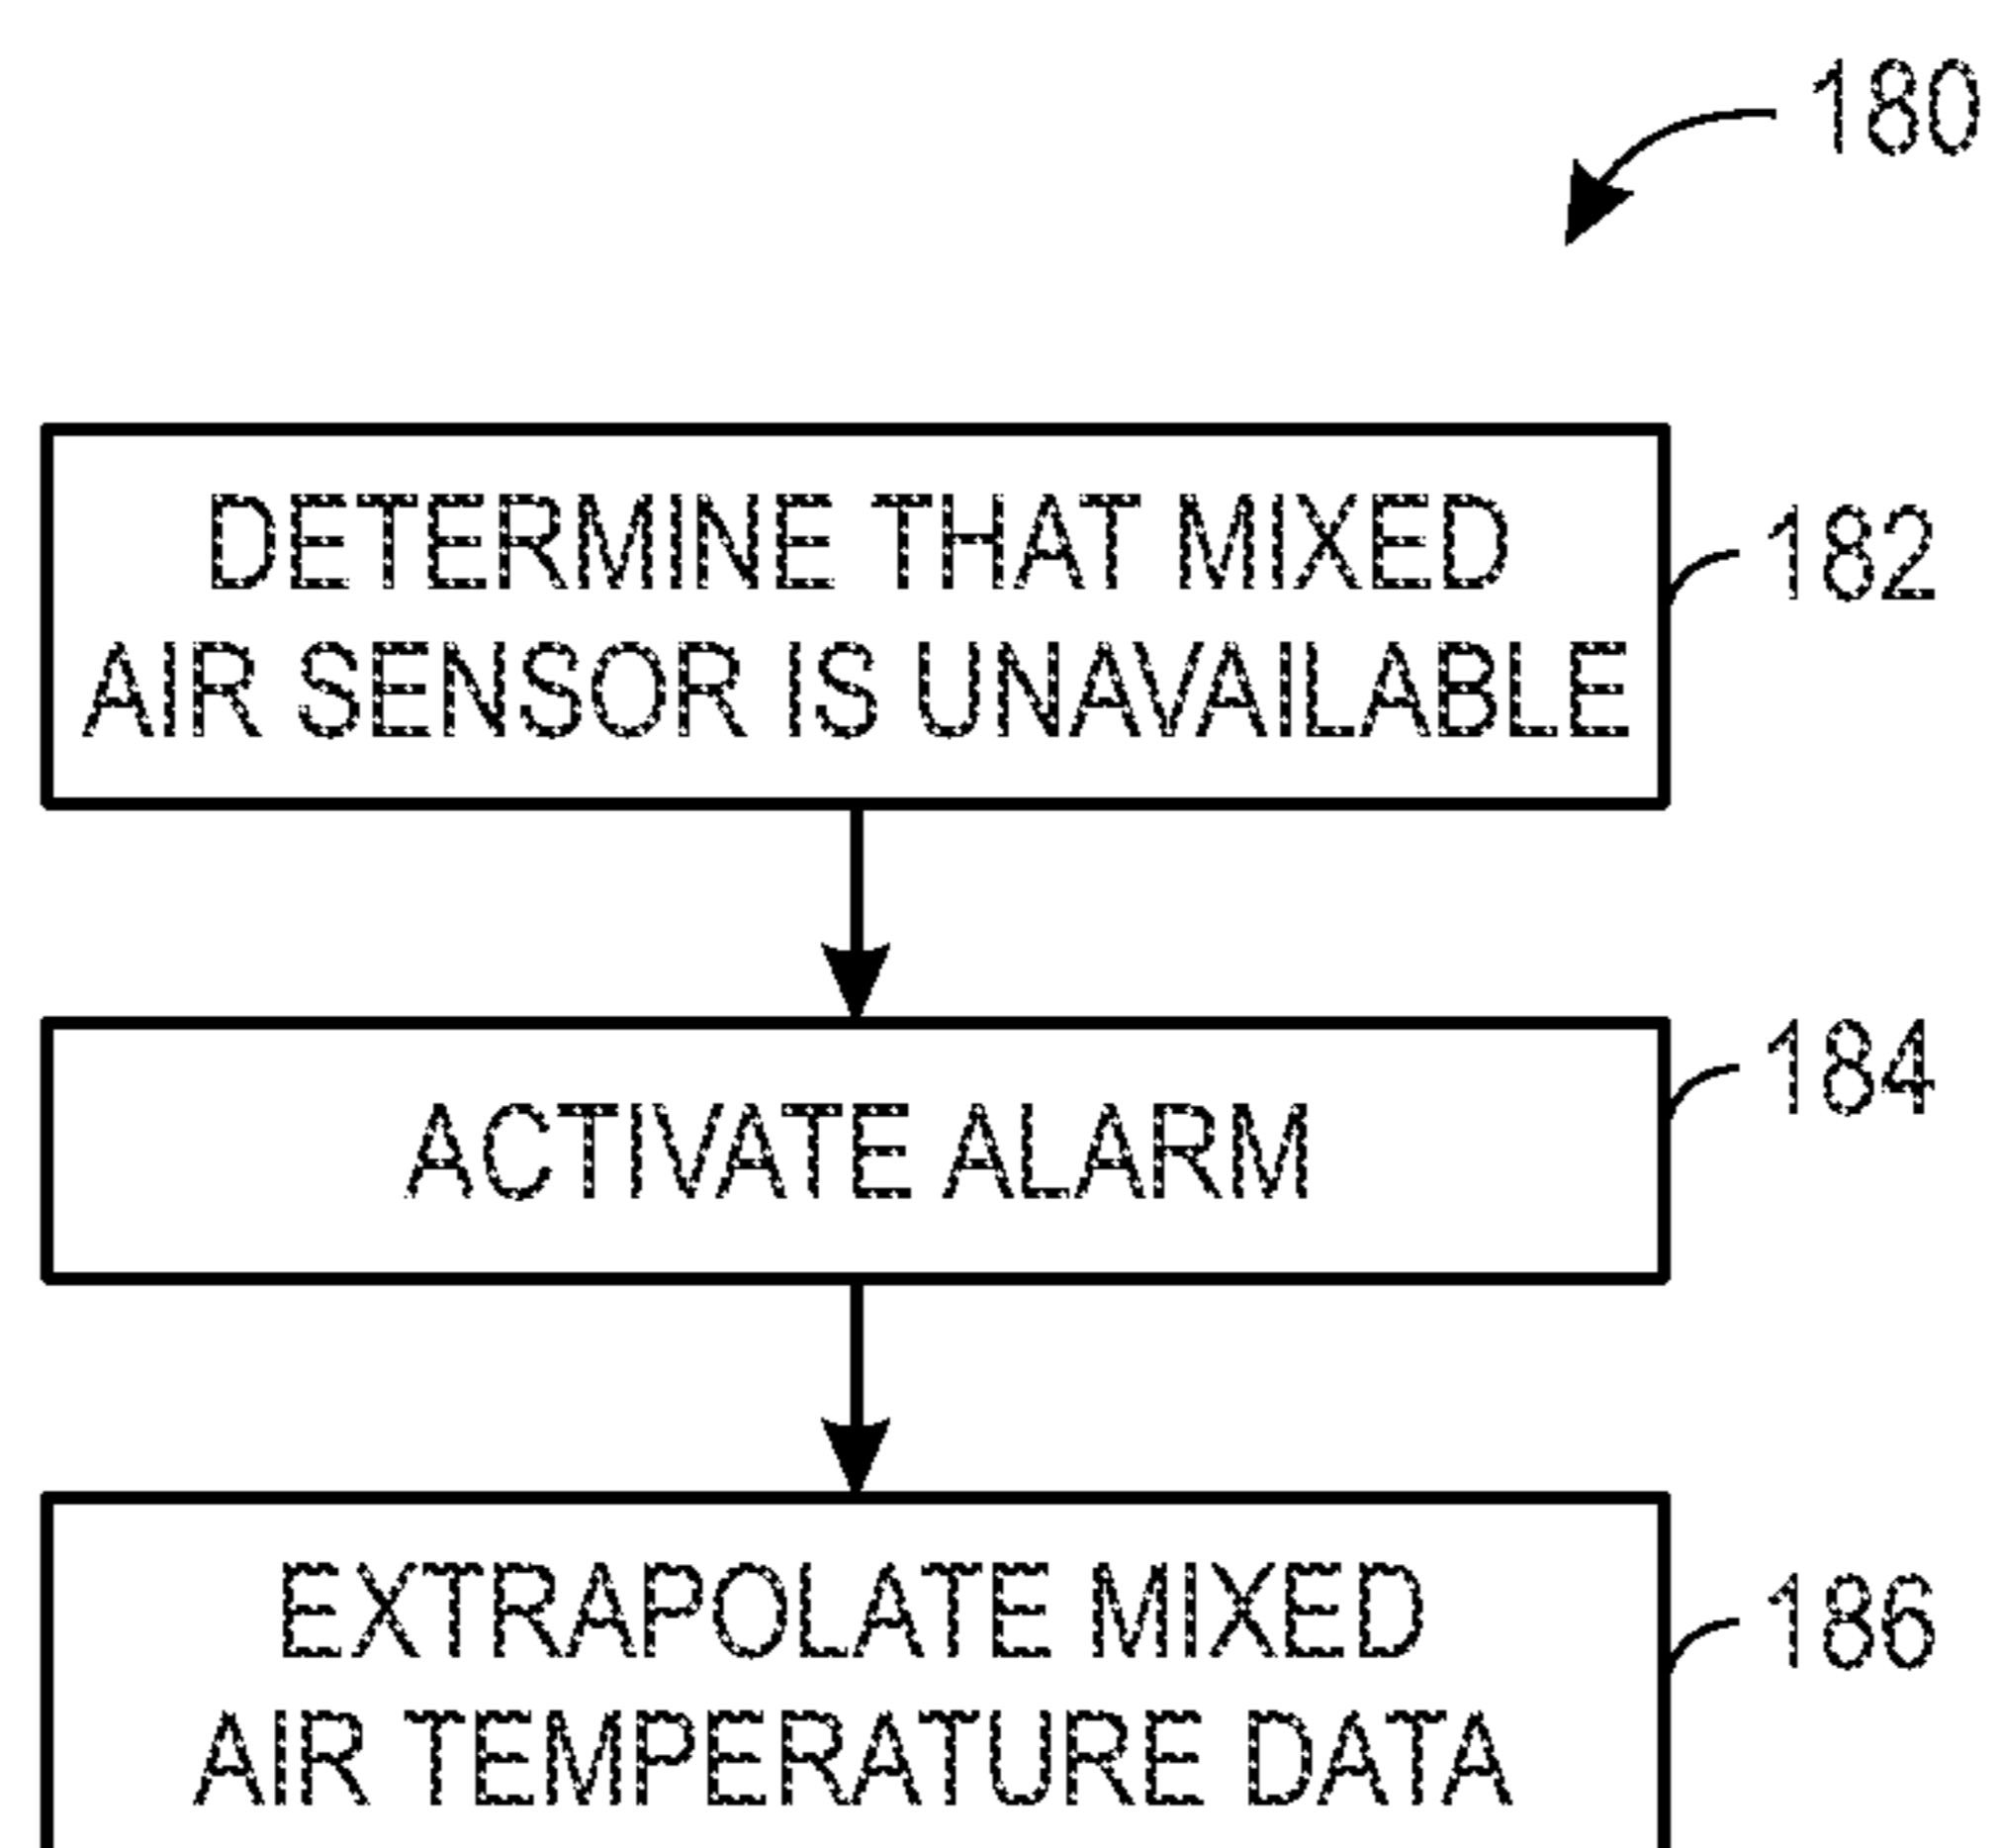 180
DETERMINE THAT MIXED
AIR SENSOR IS UNAVAILABLE
182
ACTIVATE ALARM
184
EXTRAPOLATE MIXED
AIR TEMPERATURE DATA
186